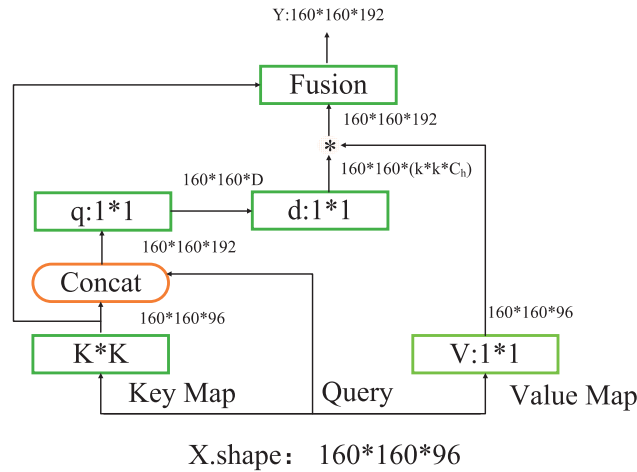 Y:160*160*192
Fusion
160*160*192
*
160*160*(k*k*Cₕ)
160*160*D
q:1*1
d:1*1
160*160*192
Concat
160*160*96
160*160*96
K*K
V:1*1
Key Map
Query
Value Map
X.shape： 160*160*96